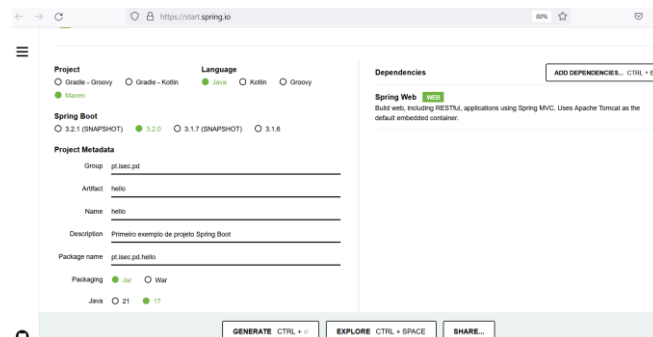 https://start.spring.io
80%
Project
Language
Gradle - Groovy Gradle - Kotlin Java Kotlin Groovy
Maven
Spring Boot
3.2.1 (SNAPSHOT) 3.2.0 3.1.7 (SNAPSHOT) 3.1.6
Project Metadata
Group pt.isec.pd
Artifact hello
Name hello
Description Primeiro exemplo de projeto Spring Boot
Package name pt.isec.pd.hello
Packaging Jar War
Java 21 17
Dependencies
ADD DEPENDENCIES... CTRL +
Spring Web WEB
Build web, including RESTful, applications using Spring MVC. Uses Apache Tomcat as the
default embedded container.
GENERATE CTRL + EXPLORE CTRL + SPACE SHARE...